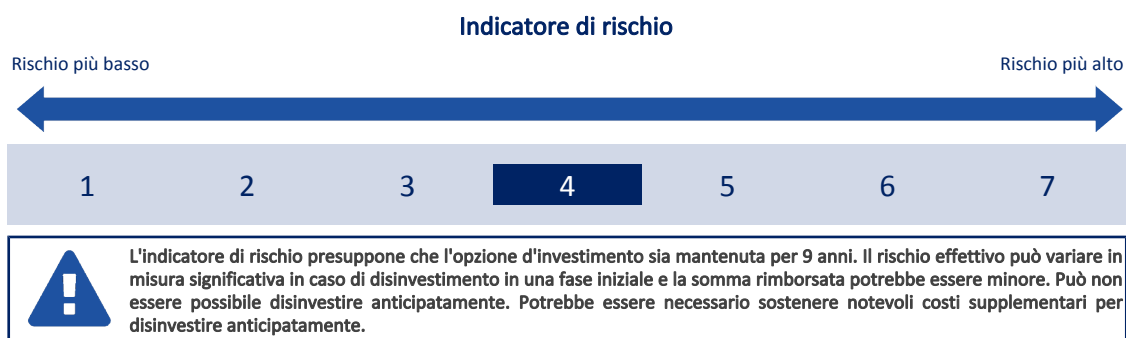 Indicatore di rischio
Rischio più basso
Rischio più alto
1 2 3 4 5 6 7
L'indicatore di rischio presuppone che l'opzione d'investimento sia mantenuta per 9 anni. Il rischio effettivo può variare in
misura significativa in caso di disinvestimento in una fase iniziale e la somma rimborsata potrebbe essere minore. Può non
essere possibile disinvestire anticipatamente. Potrebbe essere necessario sostenere notevoli costi supplementari per
disinvestire anticipatamente.